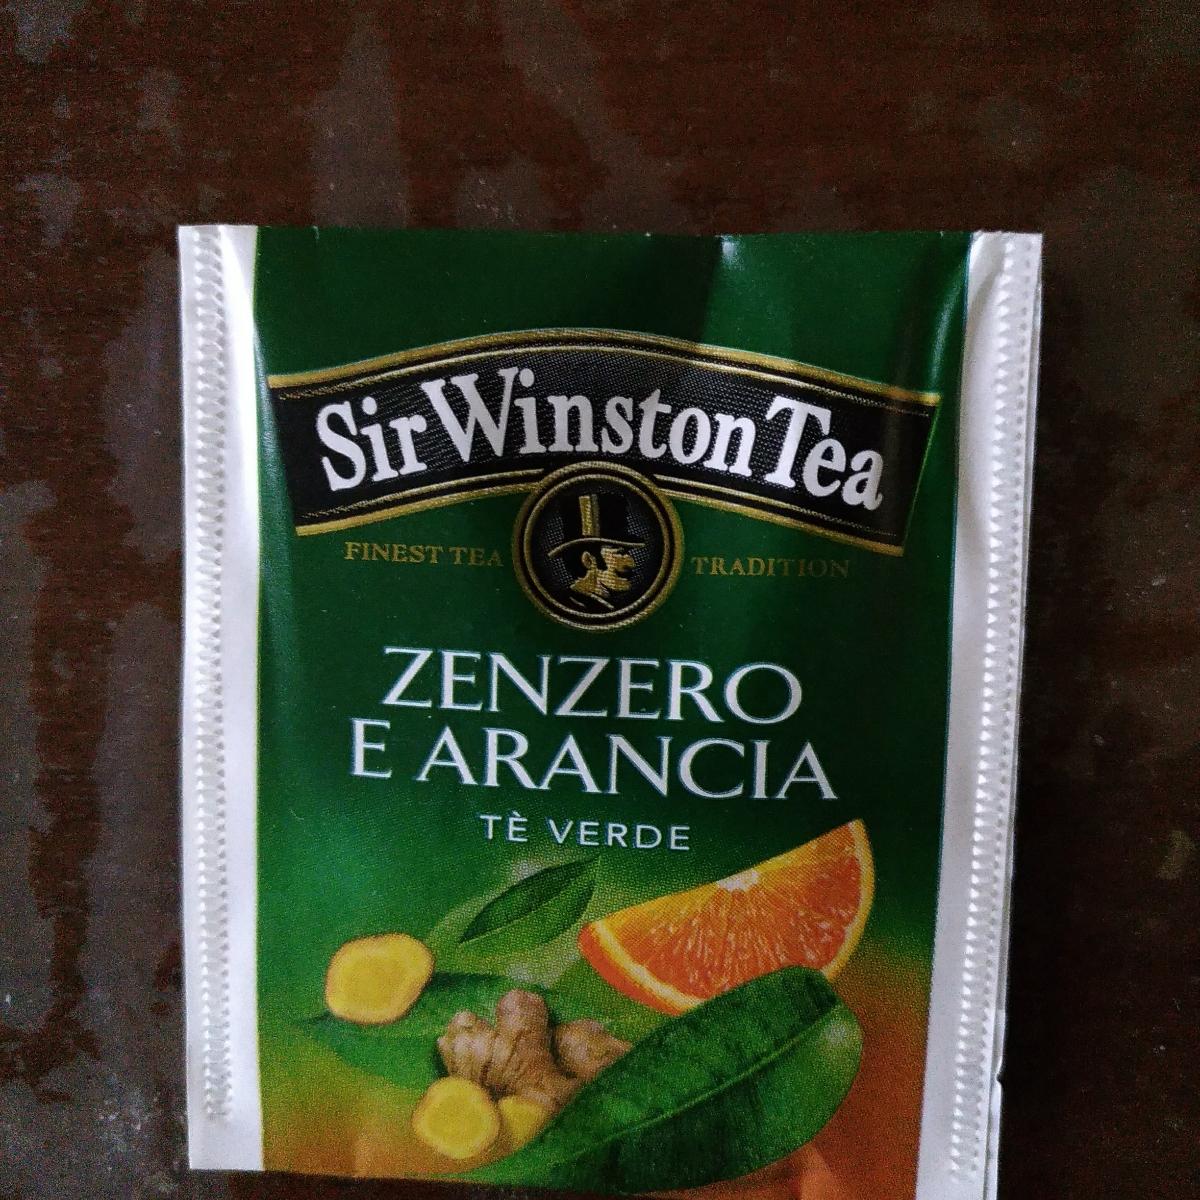 Sir Winston Tea
FINEST TEA TRADITION
ZENZERO
E ARANCIA
TÈ VERDE